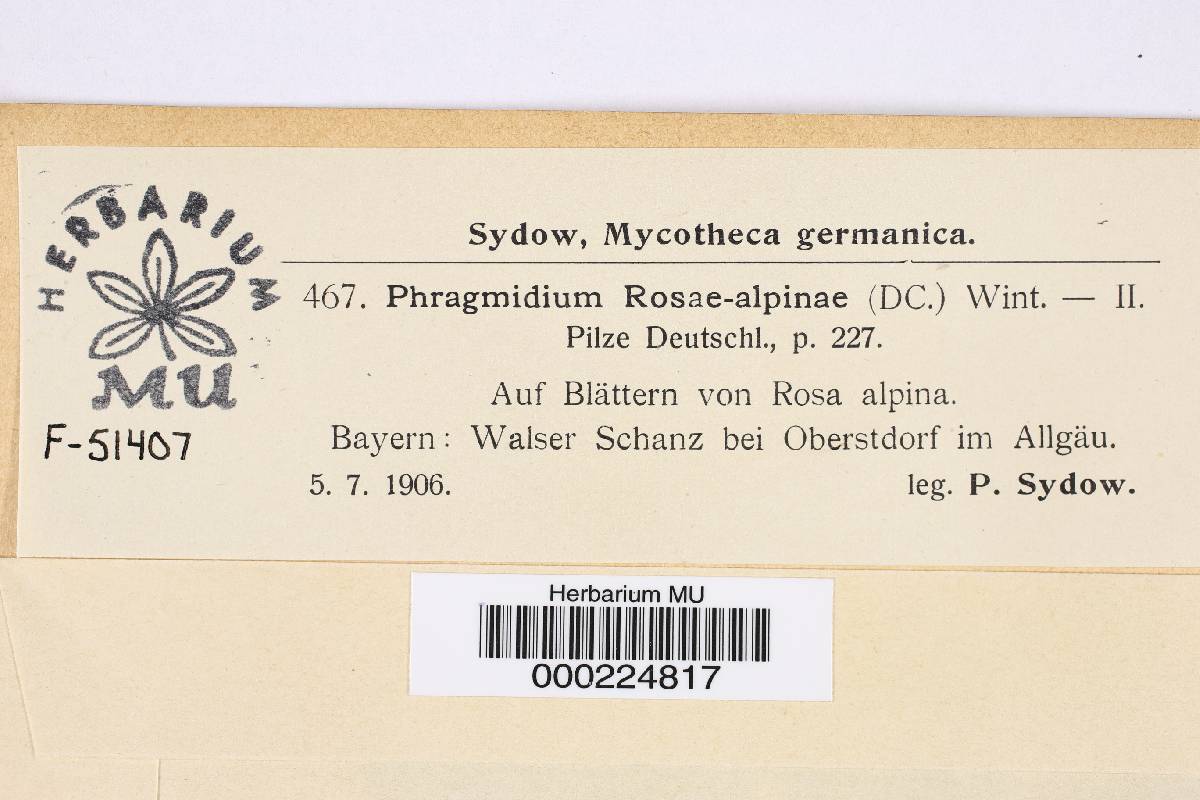 HERBARIUM
MU
F-51407
Sydow, Mycotheca germanica.
467. Phragmidium Rosae-alpinae (DC.) Wint. — II.
Pilze Deutschl., p. 227.
Auf Blättern von Rosa alpina.
Bayern: Walser Schanz bei Oberstdorf im Allgäu.
5. 7. 1906. leg. P. Sydow.
Herbarium MU
000224817